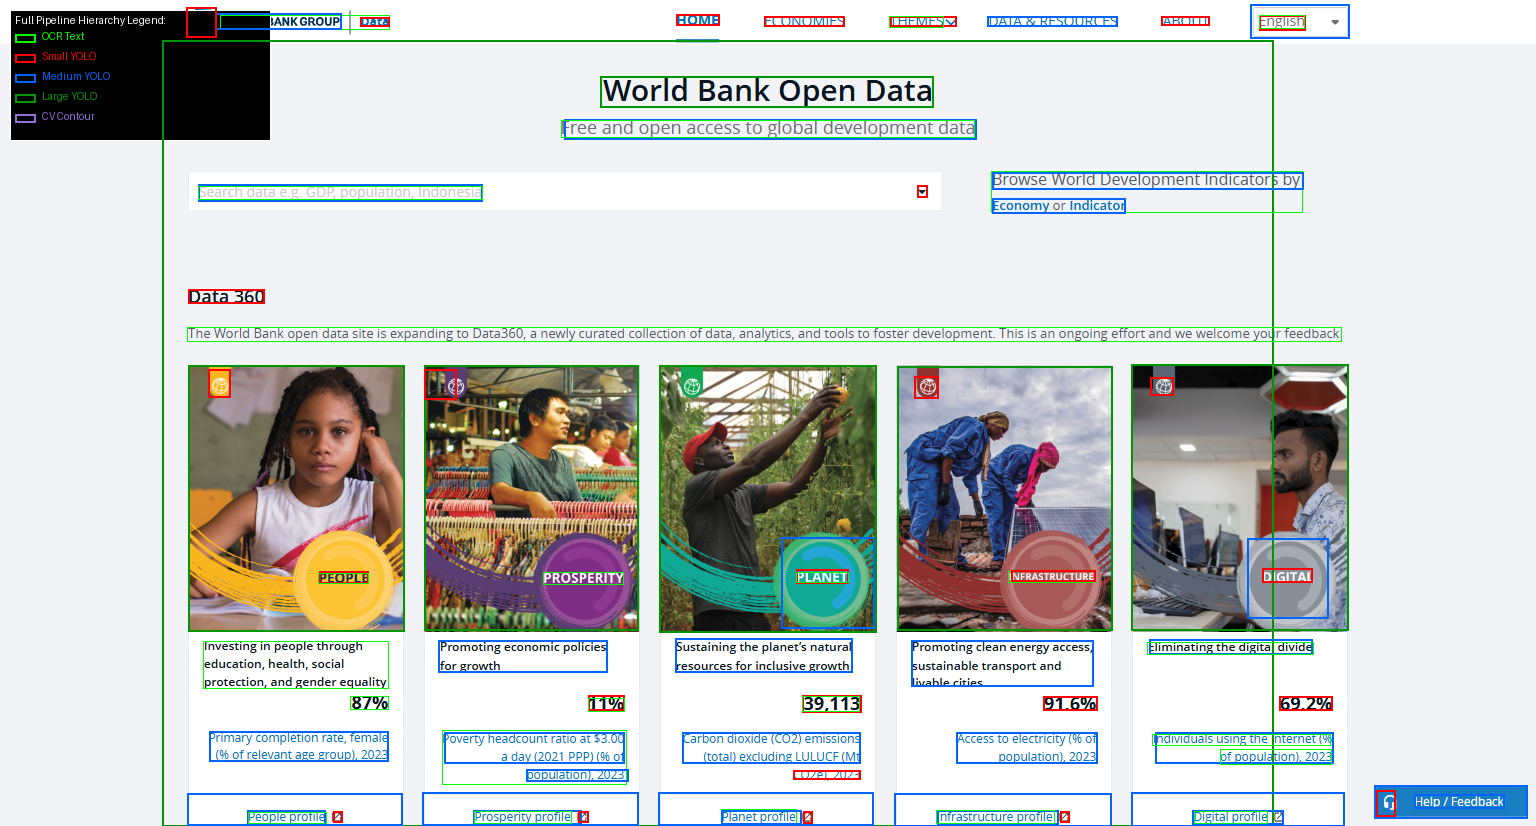 Full Pipeline Hierarchy Legend:
OCR Text
Small YOLO
Medium YOLO
Large YOLO
CV Contour
BANK GROUP | Data
HOME ECONOMIES THEMES DATA & RESOURCES ABOUT English
World Bank Open Data
Free and open access to global development data
Search data e.g. GDP, population, Indonesia
Browse World Development Indicators by
Economy or Indicator
Data 360
The World Bank open data site is expanding to Data360, a newly curated collection of data, analytics, and tools to foster development. This is an ongoing effort and we welcome your feedback
PEOPLE
Investing in people through
education, health, social
protection, and gender equality
87%
Primary completion rate, female
(% of relevant age group), 2023
People profile
PROSPERITY
Promoting economic policies
for growth
11%
Poverty headcount ratio at $3.00
a day (2021 PPP) (% of
population), 2023
Prosperity profile
PLANET
Sustaining the planet's natural
resources for inclusive growth
39,113
Carbon dioxide (CO2) emissions
(total) excluding LULUCF (Mt
CO2e), 2023
Planet profile
INFRASTRUCTURE
Promoting clean energy access,
sustainable transport and
livable cities
91.6%
Access to electricity (% of
population), 2023
Infrastructure profile
DIGITAL
Eliminating the digital divide
69.2%
Individuals using the Internet (%
of population), 2023
Digital profile
Help / Feedback